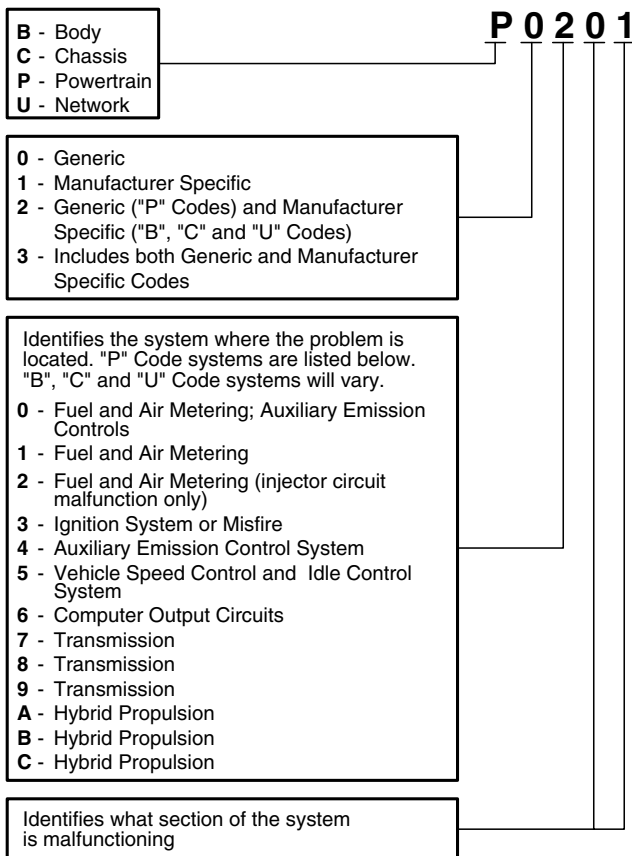 P 0 2 0 1
B - Body
C - Chassis
P - Powertrain
U - Network
0 - Generic
1 - Manufacturer Specific
2 - Generic ("P" Codes) and Manufacturer
Specific ("B", "C" and "U" Codes)
3 - Includes both Generic and Manufacturer
Specific Codes
Identifies the system where the problem is
located. "P" Code systems are listed below.
"B", "C" and "U" Code systems will vary.
0 - Fuel and Air Metering; Auxiliary Emission
Controls
1 - Fuel and Air Metering
2 - Fuel and Air Metering (injector circuit
malfunction only)
3 - Ignition System or Misfire
4 - Auxiliary Emission Control System
5 - Vehicle Speed Control and Idle Control
System
6 - Computer Output Circuits
7 - Transmission
8 - Transmission
9 - Transmission
A - Hybrid Propulsion
B - Hybrid Propulsion
C - Hybrid Propulsion
Identifies what section of the system
is malfunctioning